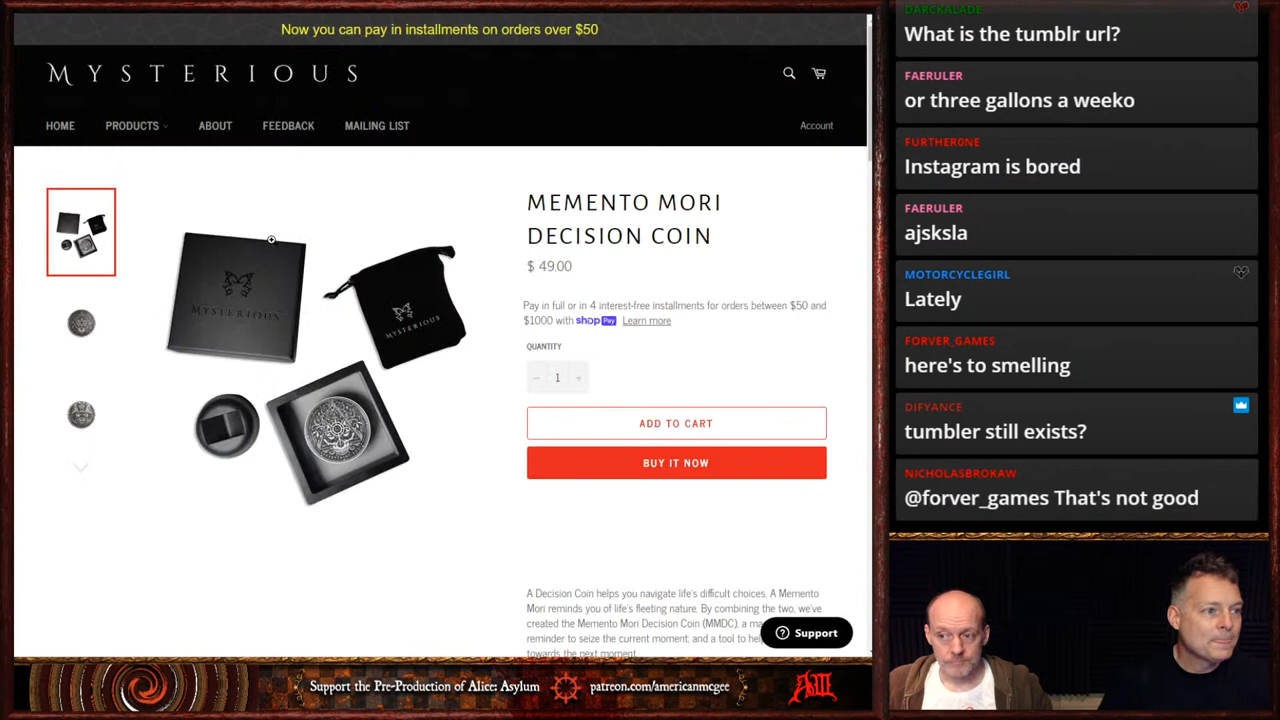 Now you can pay in installments on orders over $50
MYSTERIOUS
HOME
PRODUCTS
ABOUT
FEEDBACK
MAILING LIST
Account
MYSTERIOUS
MYSTERIOUS
MEMENTO MORI
DECISION COIN
$ 49.00
Pay in full or in 4 interest-free installments for orders between $50 and
$1000 with shop Pay Learn more
QUANTITY
− 1 +
ADD TO CART
BUY IT NOW
A Decision Coin helps you navigate life's difficult choices. A Memento
Mori reminds you of life's fleeting nature. By combining the two, we've
created the Memento Mori Decision Coin (MMDC), a
reminder to seize the current moment; and a tool to
towards the next moment.
Support
DARCKALADE
What is the tumblr url?
FAERULER
or three gallons a weeko
FURTHER0NE
Instagram is bored
FAERULER
ajsksla
MOTORCYCLEGIRL
Lately
FORVER_GAMES
here's to smelling
DIFYANCE
tumbler still exists?
NICHOLASBROKAW
@forver_games That's not good
Support the Pre-Production of Alice: Asylum
patreon.com/americanmcgee